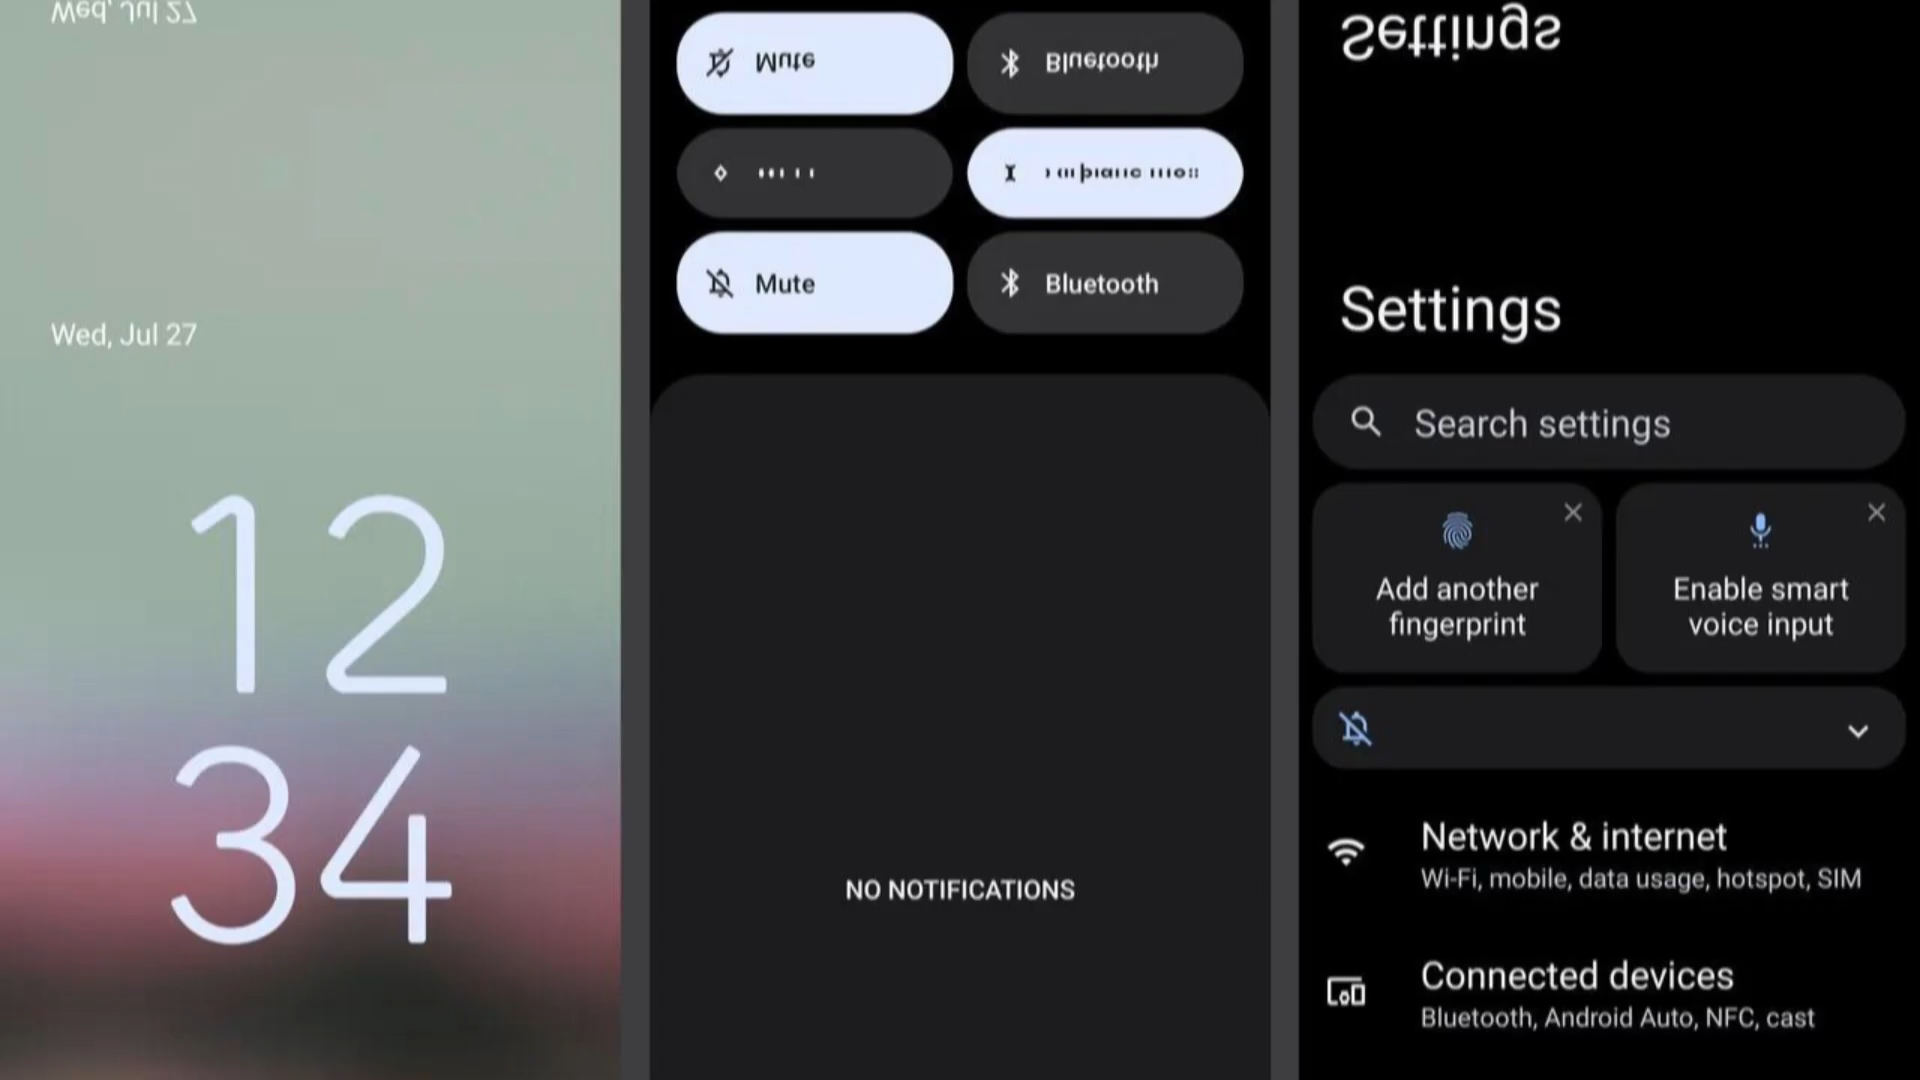 Wed, Jul 27
Wed, Jul 27
12
34
Mute
Bluetooth
Mute
Bluetooth
NO NOTIFICATIONS
Settings
Settings
Search settings
Add another
fingerprint
Enable smart
voice input
Network & internet
Wi-Fi, mobile, data usage, hotspot, SIM
Connected devices
Bluetooth, Android Auto, NFC, cast